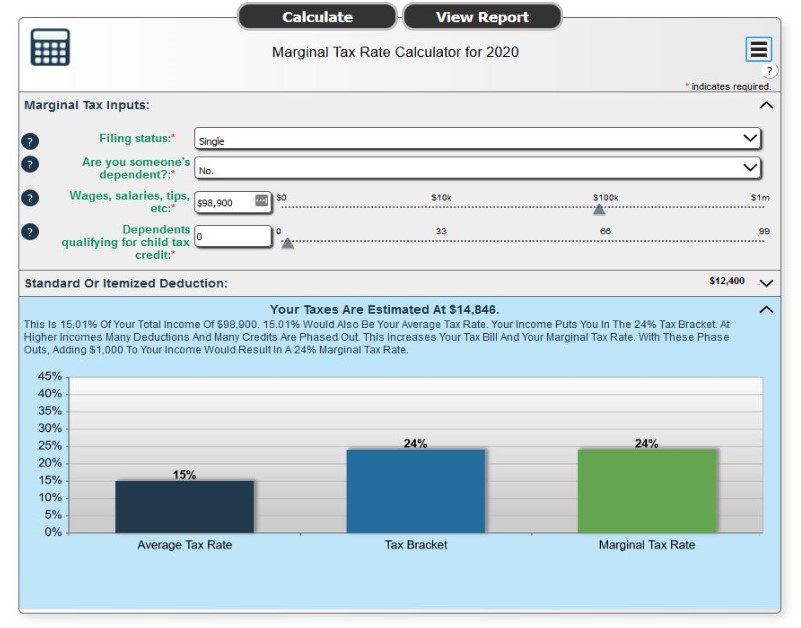 Calculate View Report
Marginal Tax Rate Calculator for 2020
?
* indicates required.
Marginal Tax Inputs:
? Filing status:* Single
? Are you someone's
dependent?:* No.
? Wages, salaries, tips,
etc:* $98,900 $0 $10k $100k $1m
? Dependents
qualifying for child tax
credit:* 0 0 33 66 99
Standard Or Itemized Deduction: $12,400
Your Taxes Are Estimated At $14,846.
This Is 15.01% Of Your Total Income Of $98,900. 15.01% Would Also Be Your Average Tax Rate. Your Income Puts You In The 24% Tax Bracket. At
Higher Incomes Many Deductions And Many Credits Are Phased Out. This Increases Your Tax Bill And Your Marginal Tax Rate. With These Phase
Outs, Adding $1,000 To Your Income Would Result In A 24% Marginal Tax Rate.
45%
40%
35%
30%
25%
20%
15%
10%
5%
0%
15%
24%
24%
Average Tax Rate Tax Bracket Marginal Tax Rate